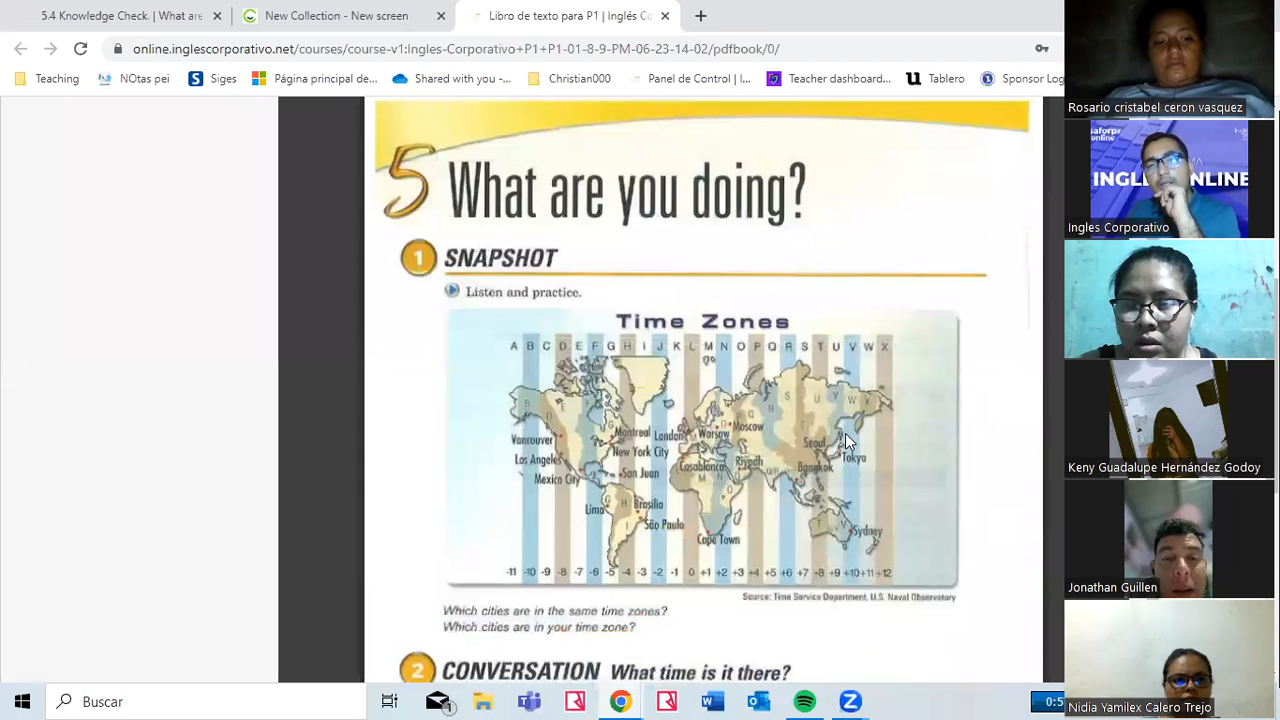 5.4 Knowledge Check. | What are
New Collection - New screen
Libro de texto para P1 | Inglés Co
online.inglescorporativo.net/courses/course-v1:Ingles-Corporativo+P1+P1-01-8-9-PM-06-23-14-02/pdfbook/0/
Teaching
NOtas pei
Siges
Página principal de...
Shared with you -...
Christian000
Panel de Control | I...
Teacher dashboard...
Tablero
Sponsor Log
5 What are you doing?
1 SNAPSHOT
Listen and practice.
Time Zones
A B C D E F G H I J K L M N O P Q R S T U V W X
Vancouver
Los Angeles
Mexico City
Montreal
New York City
San Juan
Lima
Brasilia
São Paulo
London
Warsaw
Moscow
Casablanca
Riyadh
Cape Town
Seoul
Tokyo
Bangkok
Sydney
-11 -10 -9 -8 -7 -6 -5 -4 -3 -2 -1 0 +1 +2 +3 +4 +5 +6 +7 +8 +9 +10 +11 +12
Source: Time Service Department, U.S. Naval Observatory
Which cities are in the same time zones?
Which cities are in your time zone?
2 CONVERSATION What time is it there?
Buscar
1
0:5
Rosario cristabel ceron vasquez
saforp
online
INGL
NLINE
Ingles Corporativo
Keny Guadalupe Hernández Godoy
Jonathan Guillen
Nidia Yamilex Calero Trejo